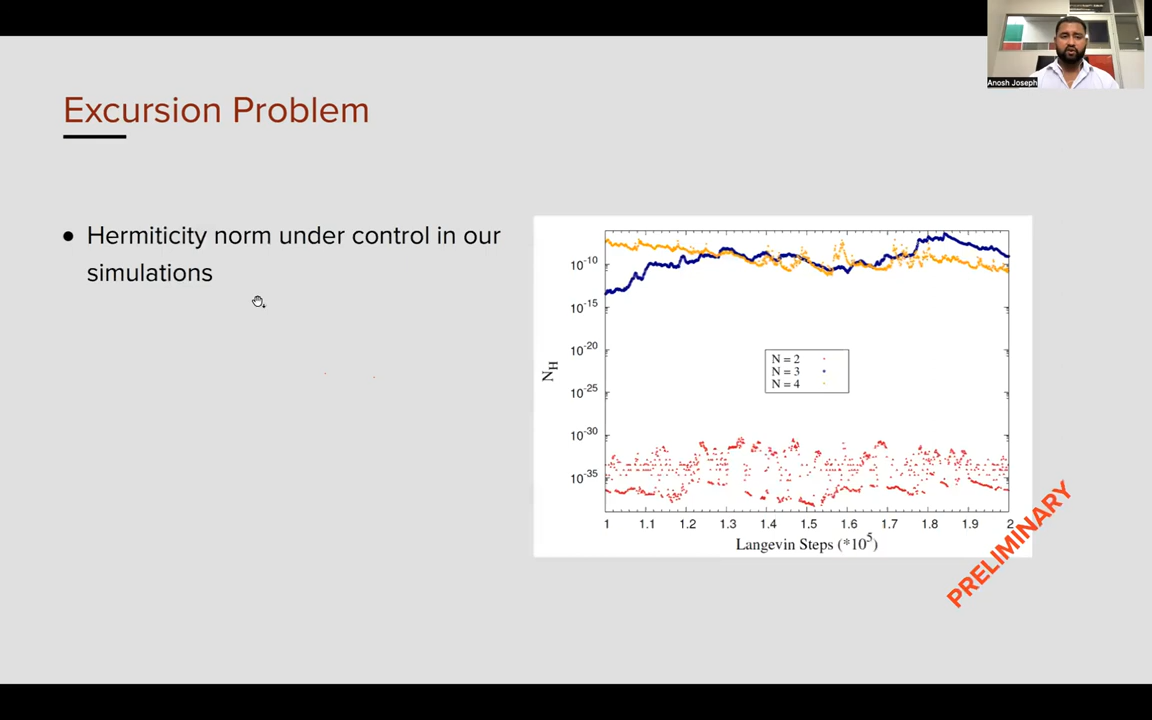 Anosh Joseph
Excursion Problem
● Hermiticity norm under control in our
simulations
10^-10
10^-15
10^-20
10^-25
10^-30
10^-35
N_H
N = 2
N = 3
N = 4
1 1.1 1.2 1.3 1.4 1.5 1.6 1.7 1.8 1.9 2
Langevin Steps (*10^5)
PRELIMINARY